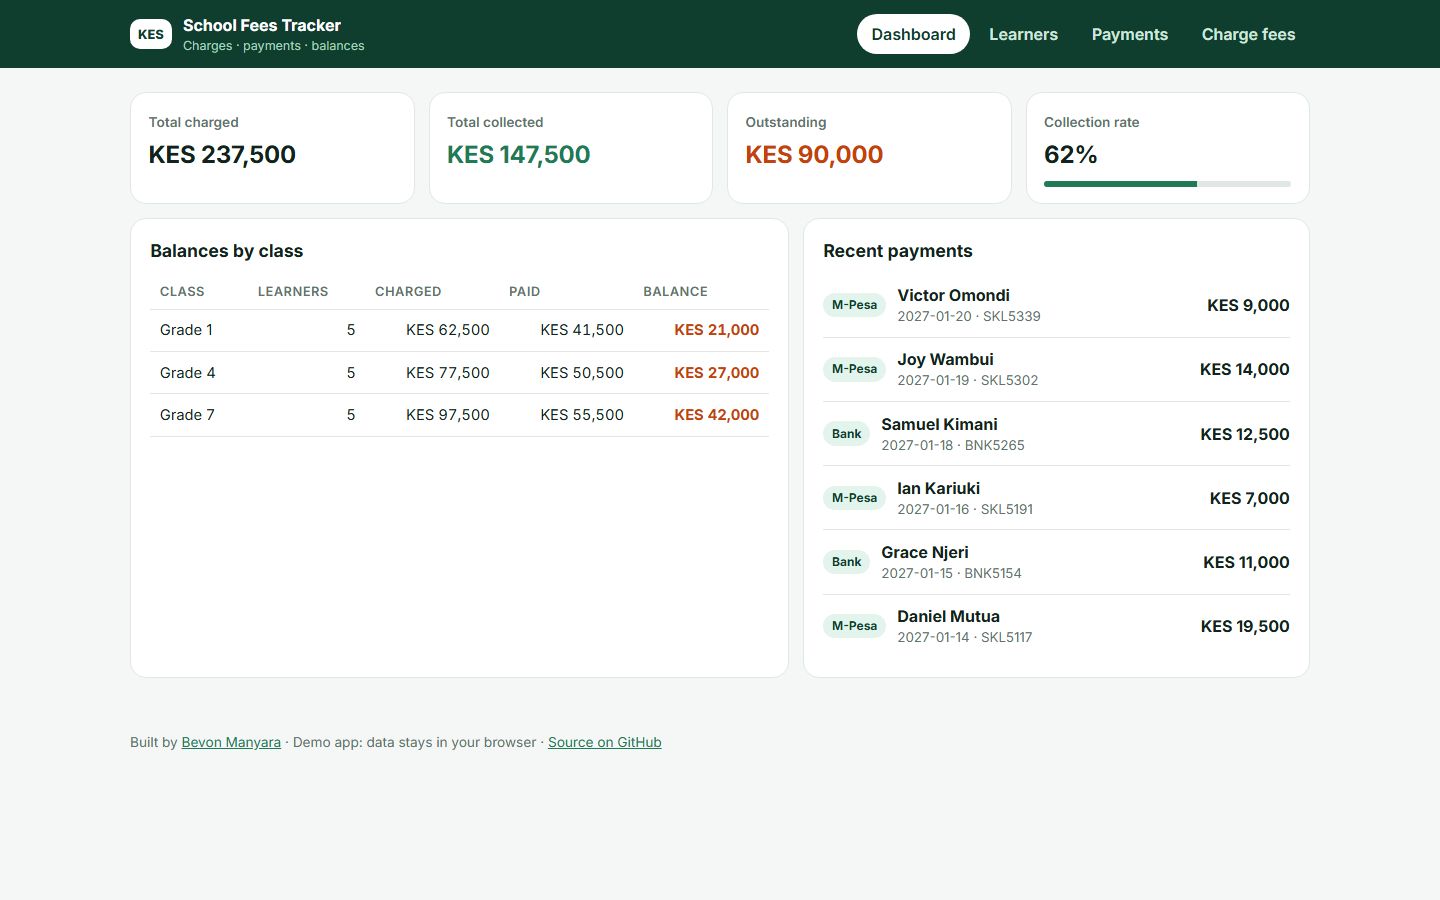 KES
School Fees Tracker
Charges · payments · balances
Dashboard Learners Payments Charge fees
Total charged
KES 237,500
Total collected
KES 147,500
Outstanding
KES 90,000
Collection rate
62%
Balances by class
CLASS LEARNERS CHARGED PAID BALANCE
Grade 1 5 KES 62,500 KES 41,500 KES 21,000
Grade 4 5 KES 77,500 KES 50,500 KES 27,000
Grade 7 5 KES 97,500 KES 55,500 KES 42,000
Recent payments
M-Pesa Victor Omondi KES 9,000
2027-01-20 · SKL5339
M-Pesa Joy Wambui KES 14,000
2027-01-19 · SKL5302
Bank Samuel Kimani KES 12,500
2027-01-18 · BNK5265
M-Pesa Ian Kariuki KES 7,000
2027-01-16 · SKL5191
Bank Grace Njeri KES 11,000
2027-01-15 · BNK5154
M-Pesa Daniel Mutua KES 19,500
2027-01-14 · SKL5117
Built by Bevon Manyara · Demo app: data stays in your browser · Source on GitHub